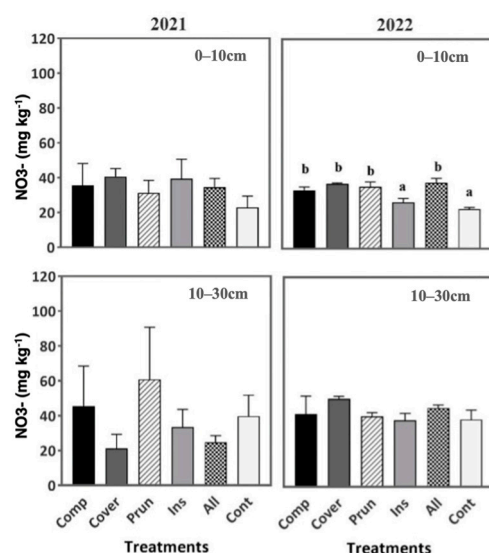 2021
2022
NO3- (mg kg-1)
120
100
80
60
40
20
0
0–10cm
0–10cm
b
b
b
a
b
a
NO3- (mg kg-1)
120
100
80
60
40
20
0
10–30cm
10–30cm
Comp
Cover
Prun
Ins
All
Cont
Comp
Cover
Prun
Ins
All
Cont
Treatments
Treatments